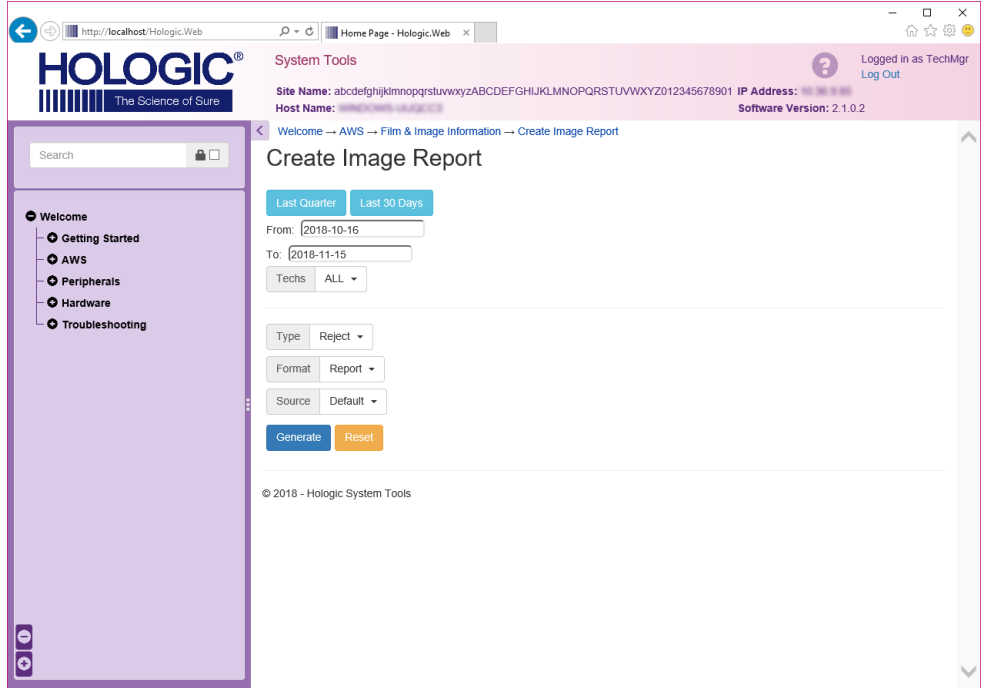 http://localhost/Hologic.Web
Home Page - Hologic.Web
HOLOGIC®
The Science of Sure
System Tools
Logged in as TechMgr
Log Out
Site Name: abcdefghijklmnopqrstuvwxyzABCDEFGHIJKLMNOPQRSTUVWXYZ012345678901 IP Address:
Host Name:
Software Version: 2.1.0.2
Search
Welcome
Getting Started
AWS
Peripherals
Hardware
Troubleshooting
Welcome → AWS → Film & Image Information → Create Image Report
Create Image Report
Last Quarter Last 30 Days
From: 2018-10-16
To: 2018-11-15
Techs ALL
Type Reject
Format Report
Source Default
Generate Reset
© 2018 - Hologic System Tools